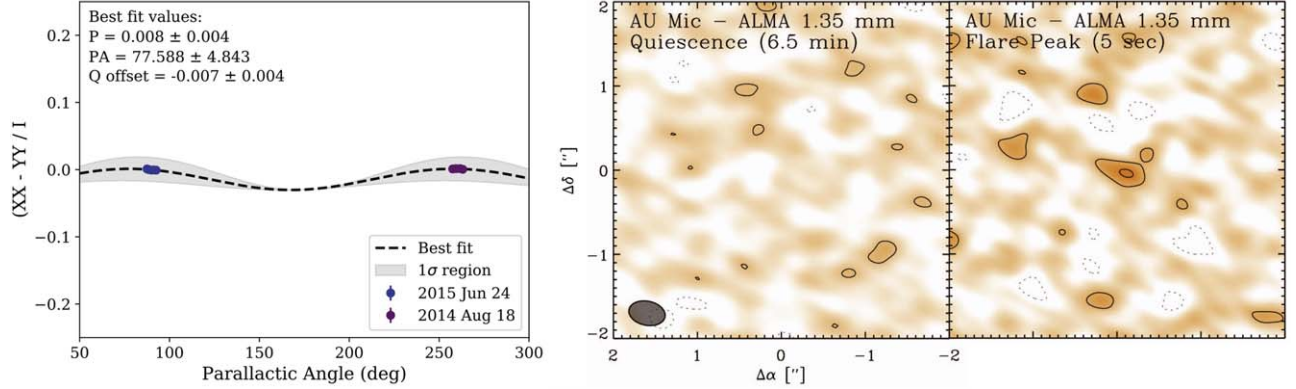 Best fit values:
P = 0.008 ± 0.004
PA = 77.588 ± 4.843
Q offset = -0.007 ± 0.004
(XX - YY / I
0.2
0.1
0.0
−0.1
−0.2
Best fit
1σ region
2015 Jun 24
2014 Aug 18
50 100 150 200 250 300
Parallactic Angle (deg)
AU Mic − ALMA 1.35 mm
Quiescence (6.5 min)
AU Mic − ALMA 1.35 mm
Flare Peak (5 sec)
Δδ ["]
2
1
0
−1
−2
2 1 0 −1 −2
Δα ["]